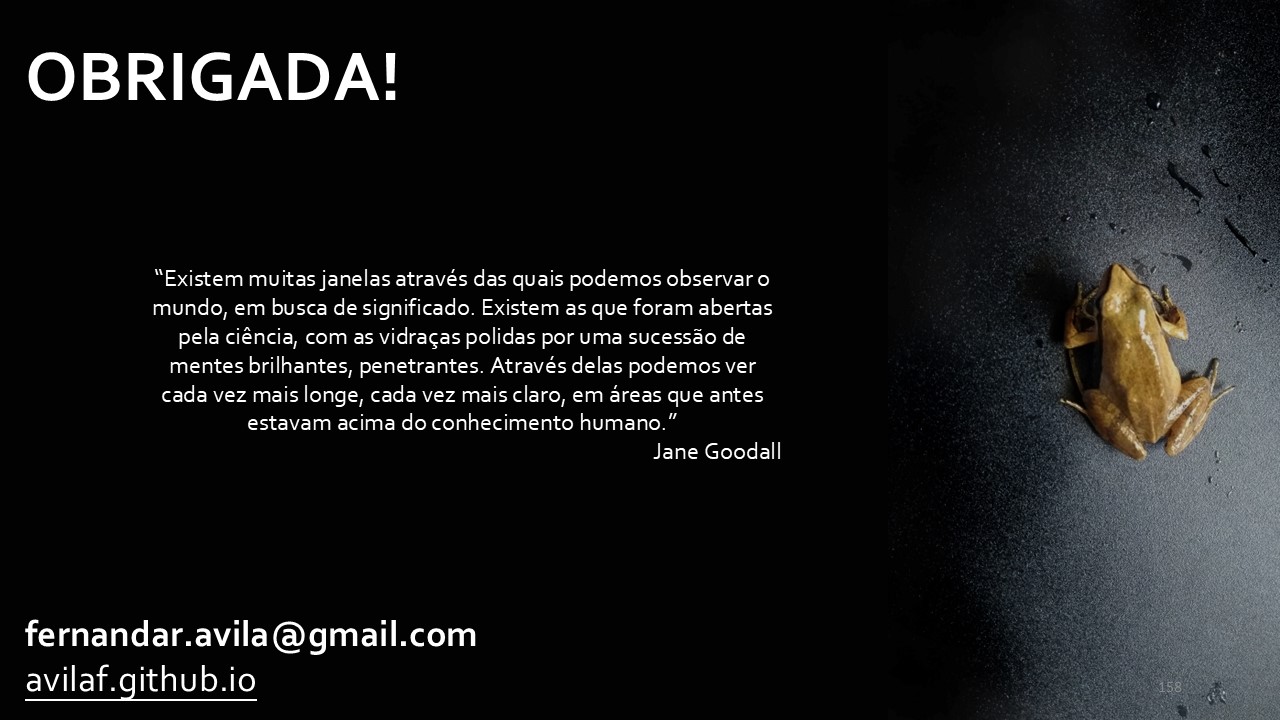 OBRIGADA!
“Existem muitas janelas através das quais podemos observar o
mundo, em busca de significado. Existem as que foram abertas
pela ciência, com as vidraças polidas por uma sucessão de
mentes brilhantes, penetrantes. Através delas podemos ver
cada vez mais longe, cada vez mais claro, em áreas que antes
estavam acima do conhecimento humano.”
Jane Goodall
fernandar.avila@gmail.com
avilaf.github.io
158